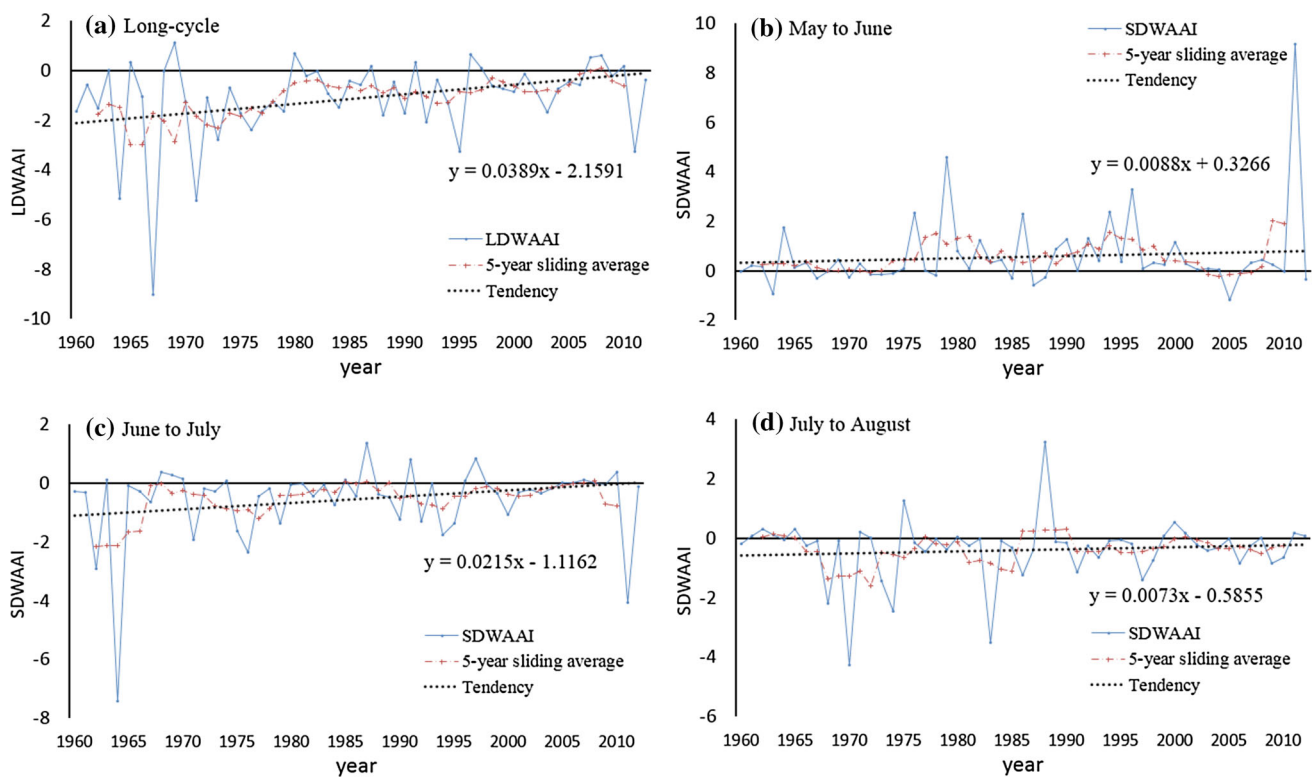 (a) Long-cycle
2
0
-2
-4
-6
-8
-10
LDWAAI
y = 0.0389x - 2.1591
LDWAAI
5-year sliding average
Tendency
1960 1965 1970 1975 1980 1985 1990 1995 2000 2005 2010
year
(b) May to June
10
8
6
4
2
0
-2
SDWAAI
SDWAAI
5-year sliding average
Tendency
y = 0.0088x + 0.3266
1960 1965 1970 1975 1980 1985 1990 1995 2000 2005 2010
year
(c) June to July
2
0
-2
-4
-6
-8
SDWAAI
y = 0.0215x - 1.1162
SDWAAI
5-year sliding average
Tendency
1960 1965 1970 1975 1980 1985 1990 1995 2000 2005 2010
year
(d) July to August
4
2
0
-2
-4
-6
SDWAAI
y = 0.0073x - 0.5855
SDWAAI
5-year sliding average
Tendency
1960 1965 1970 1975 1980 1985 1990 1995 2000 2005 2010
year